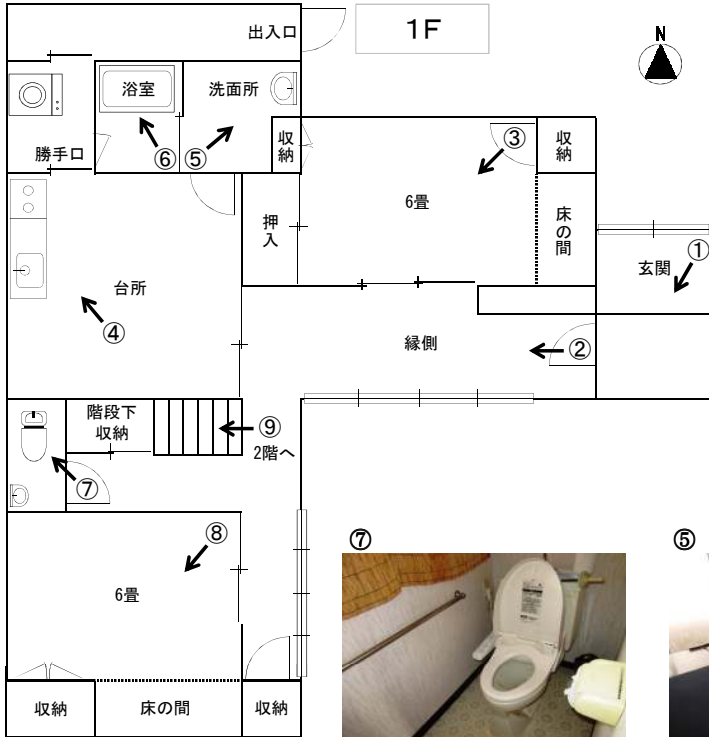 出入口
1F
N
浴室
洗面所
勝手口
⑥
⑤
収納
③
収納
6畳
押入
床の間
①
玄関
台所
④
縁側
②
階段下
収納
⑨
2階へ
⑦
⑧
6畳
⑦
⑤
収納
床の間
収納